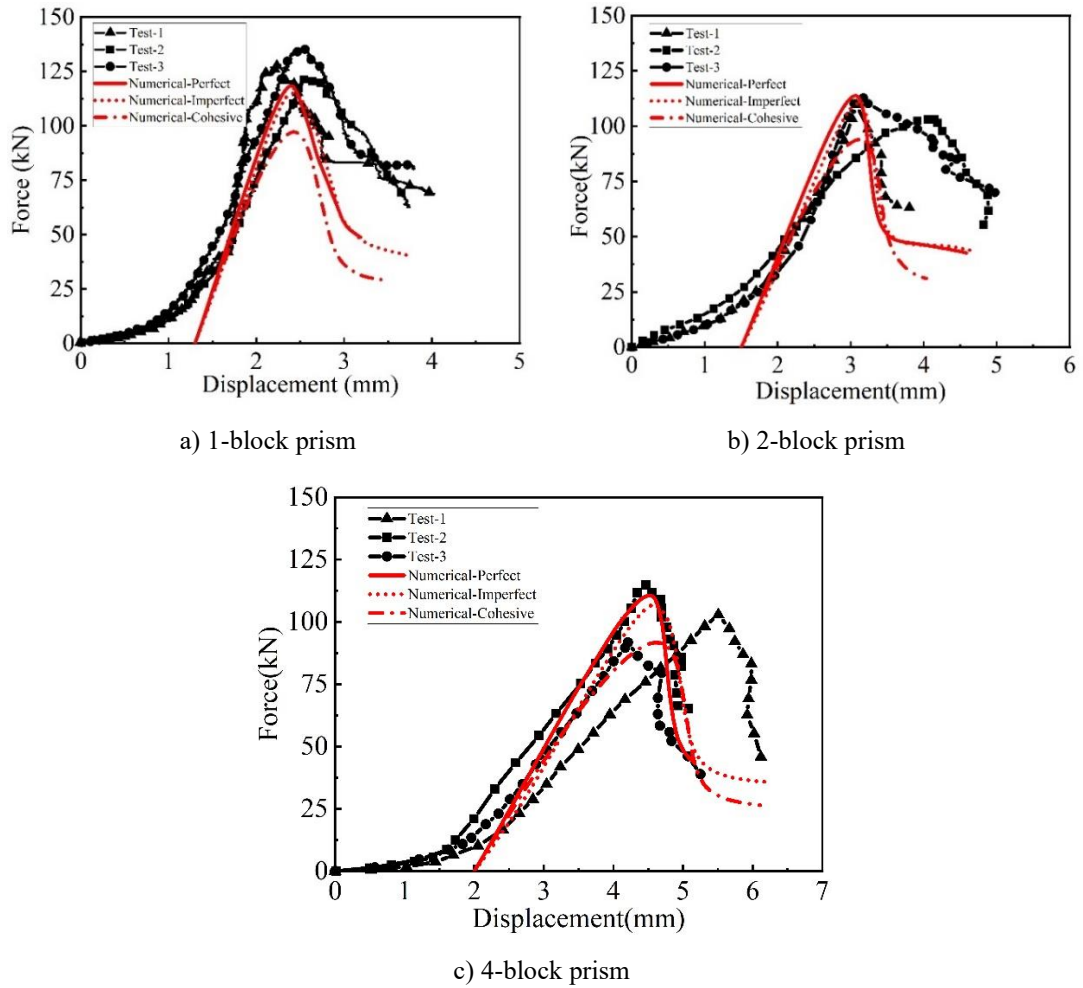 150
125
100
75
50
25
0
Force (kN)
Test-1
Test-2
Test-3
Numerical-Perfect
Numerical-Imperfect
Numerical-Cohesive
0 1 2 3 4 5
Displacement (mm)
a) 1-block prism
150
125
100
75
50
25
0
Force(kN)
Test-1
Test-2
Test-3
Numerical-Perfect
Numerical-Imperfect
Numerical-Cohesive
0 1 2 3 4 5 6
Displacement(mm)
b) 2-block prism
150
125
100
75
50
25
0
Force(kN)
Test-1
Test-2
Test-3
Numerical-Perfect
Numerical-Imperfect
Numerical-Cohesive
0 1 2 3 4 5 6 7
Displacement(mm)
c) 4-block prism